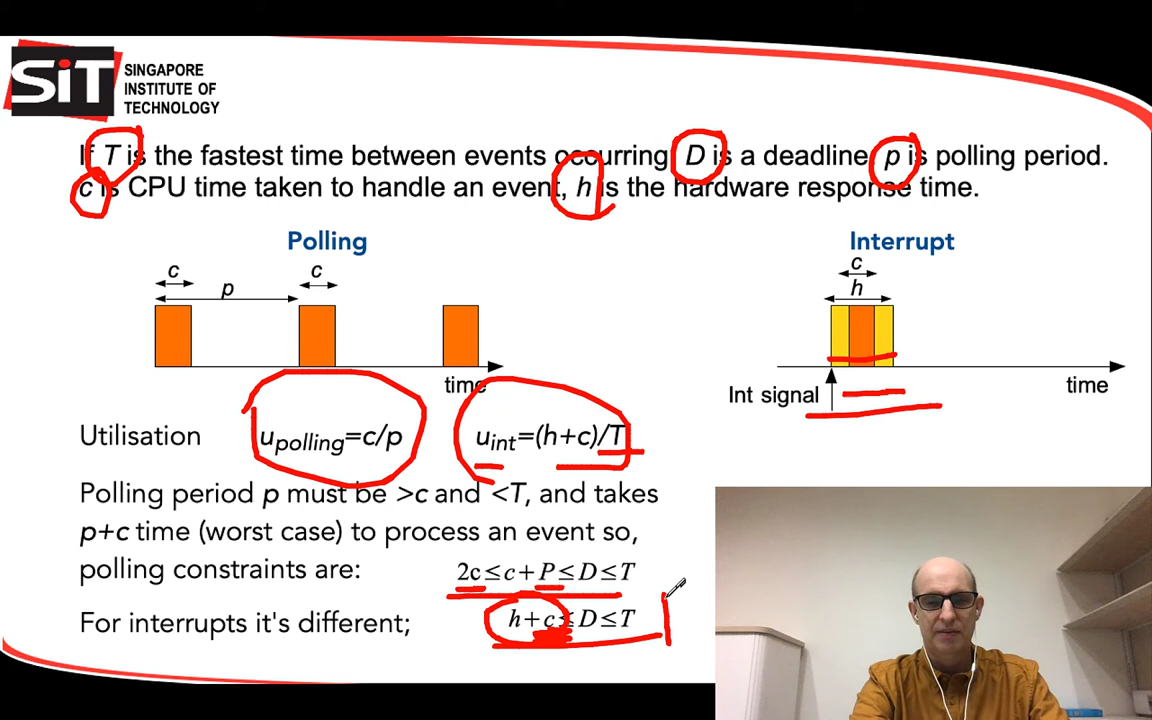 SiT
SINGAPORE
INSTITUTE OF
TECHNOLOGY
If T is the fastest time between events occurring D is a deadline p is polling period.
c is CPU time taken to handle an event, h is the hardware response time.
Polling
Interrupt
c
c
p
time
c
h
Int signal
time
Utilisation
u_polling=c/p
u_int=(h+c)/T
Polling period p must be >c and <T, and takes
p+c time (worst case) to process an event so,
polling constraints are:
2c≤c+P≤D≤T
For interrupts it's different;
h+c≤D≤T